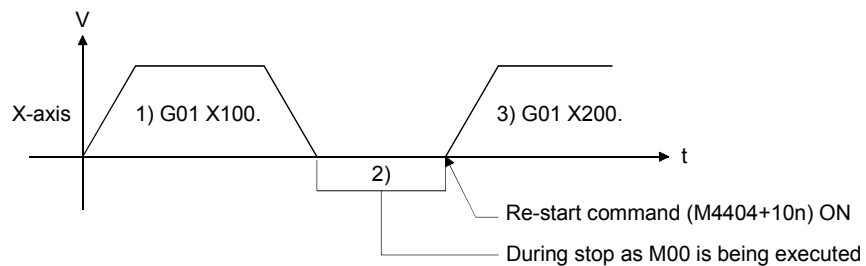 V
X-axis
1) G01 X100.
3) G01 X200.
t
2)
Re-start command (M4404+10n) ON
During stop as M00 is being executed